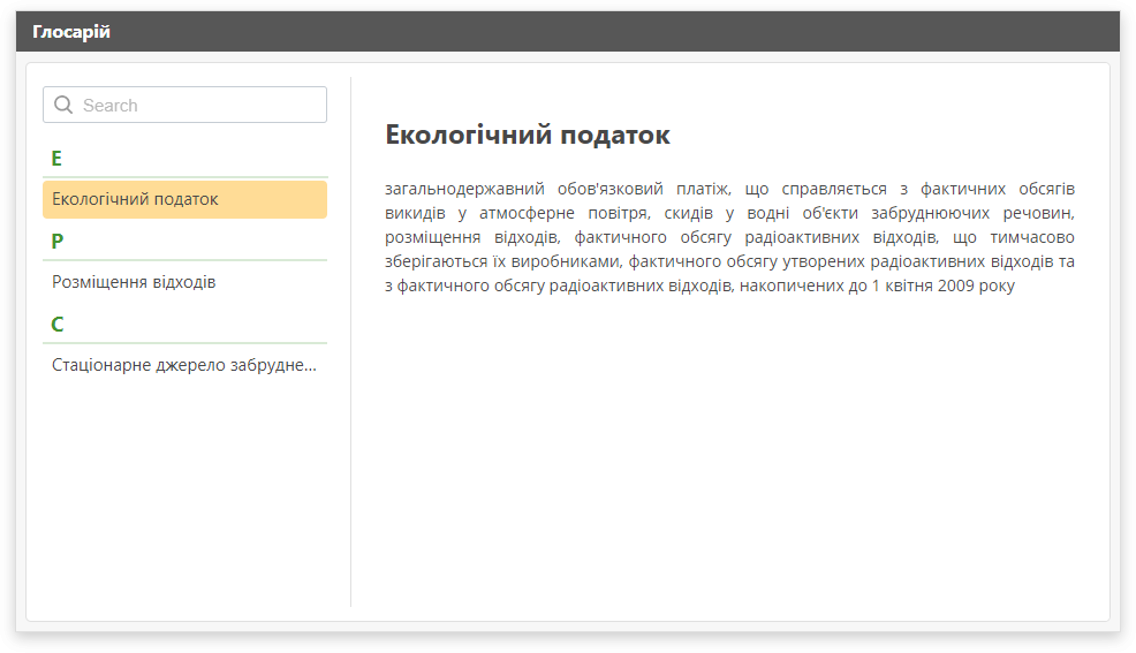 Глосарій
Search
Е
Екологічний податок
Р
Розміщення відходів
С
Стаціонарне джерело забрудне...
Екологічний податок
загальнодержавний обов'язковий платіж, що справляється з фактичних обсягів
викидів у атмосферне повітря, скидів у водні об'єкти забруднюючих речовин,
розміщення відходів, фактичного обсягу радіоактивних відходів, що тимчасово
зберігаються їх виробниками, фактичного обсягу утворених радіоактивних відходів та
з фактичного обсягу радіоактивних відходів, накопичених до 1 квітня 2009 року